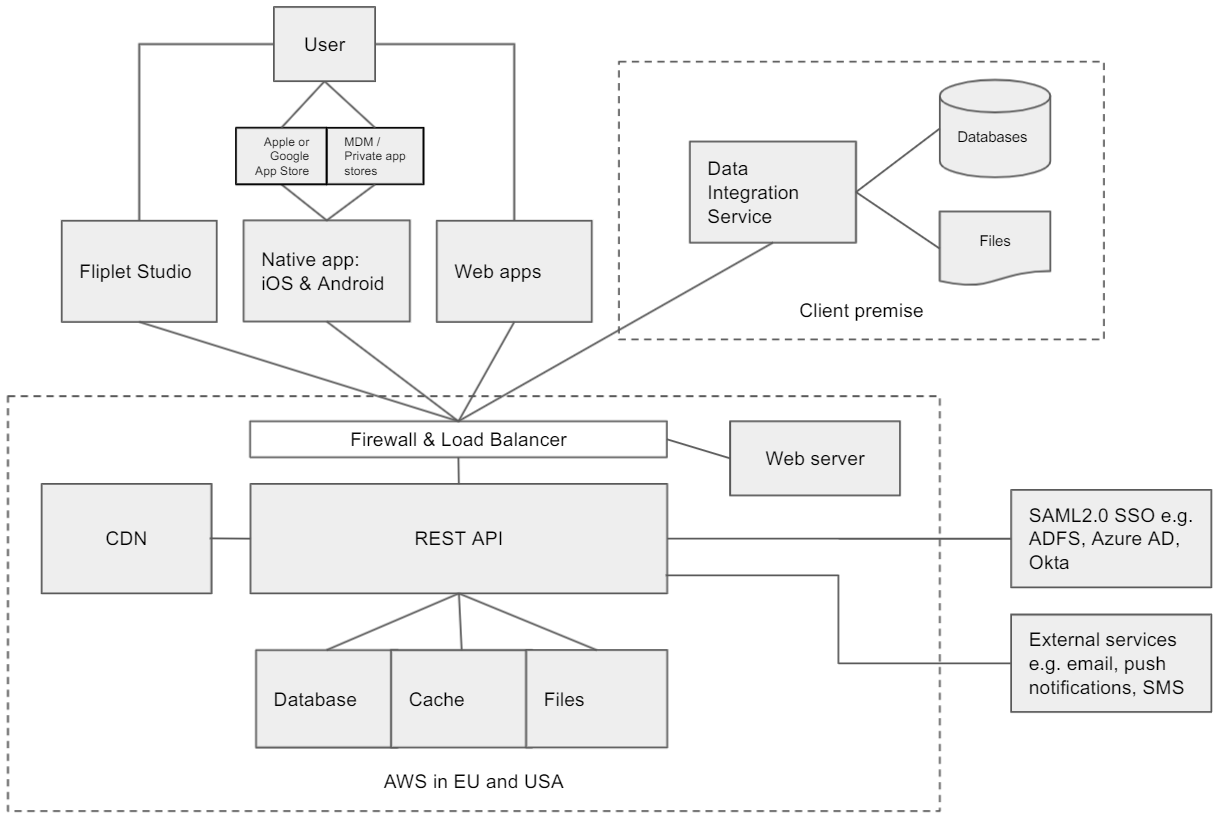 User
Apple or
Google
App Store
MDM /
Private app
stores
Fliplet Studio
Native app:
iOS & Android
Web apps
Data
Integration
Service
Databases
Files
Client premise
Firewall & Load Balancer
Web server
CDN
REST API
SAML2.0 SSO e.g.
ADFS, Azure AD,
Okta
External services
e.g. email, push
notifications, SMS
Database
Cache
Files
AWS in EU and USA